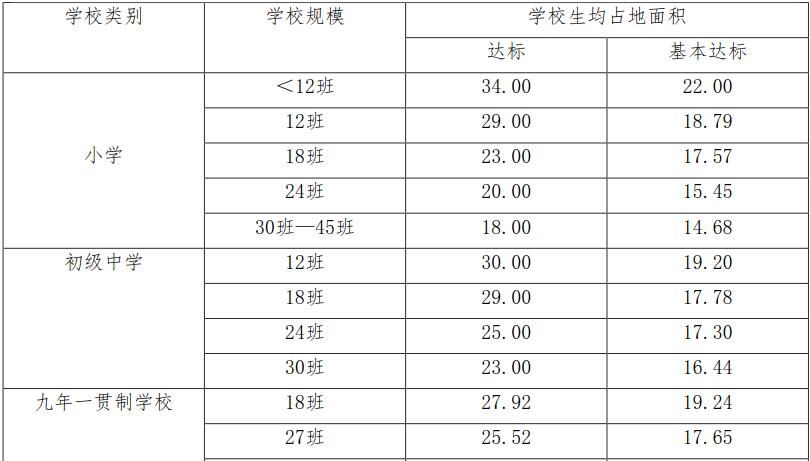 学校类别 学校规模 学校生均占地面积
达标 基本达标
小学 <12班 34.00 22.00
12班 29.00 18.79
18班 23.00 17.57
24班 20.00 15.45
30班—45班 18.00 14.68
初级中学 12班 30.00 19.20
18班 29.00 17.78
24班 25.00 17.30
30班 23.00 16.44
九年一贯制学校 18班 27.92 19.24
27班 25.52 17.65